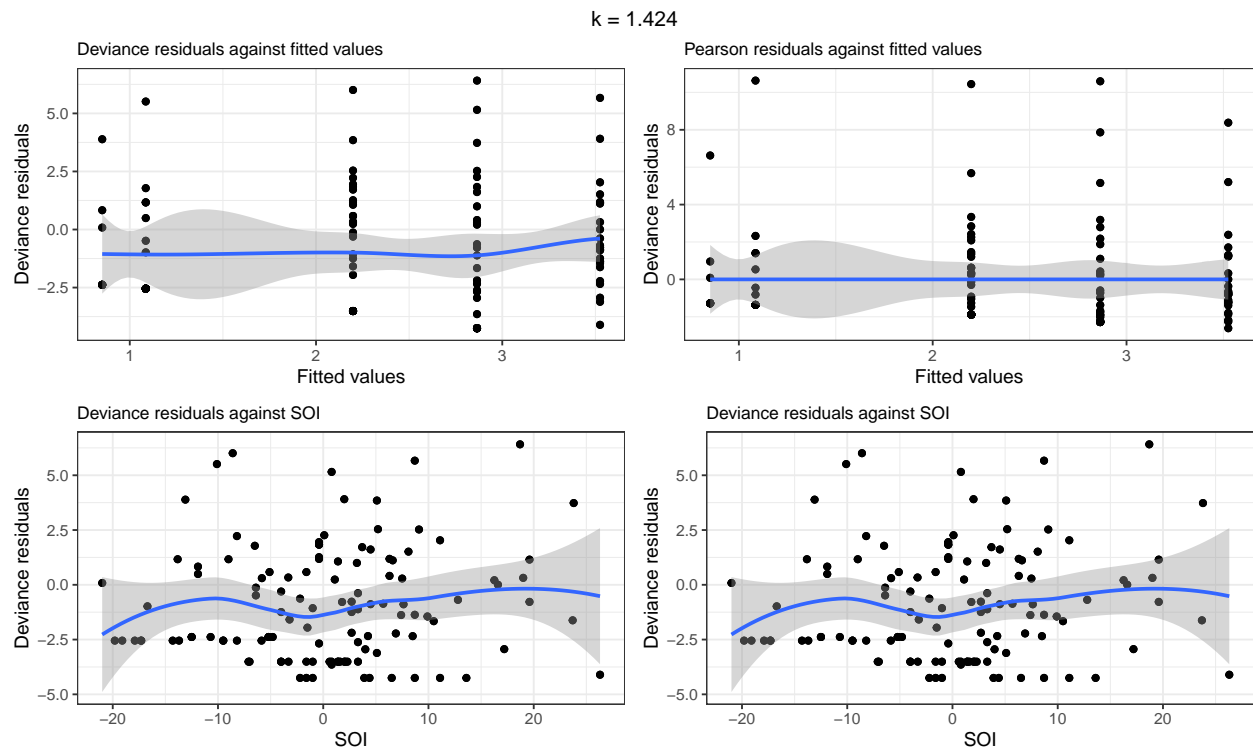 k = 1.424
Deviance residuals against fitted values
Pearson residuals against fitted values
Deviance residuals
5.0
2.5
0.0
−2.5
1
2
3
Fitted values
Deviance residuals
8
4
0
1
2
3
Fitted values
Deviance residuals against SOI
Deviance residuals against SOI
Deviance residuals
5.0
2.5
0.0
−2.5
−5.0
−20
−10
0
10
20
SOI
Deviance residuals
5.0
2.5
0.0
−2.5
−5.0
−20
−10
0
10
20
SOI